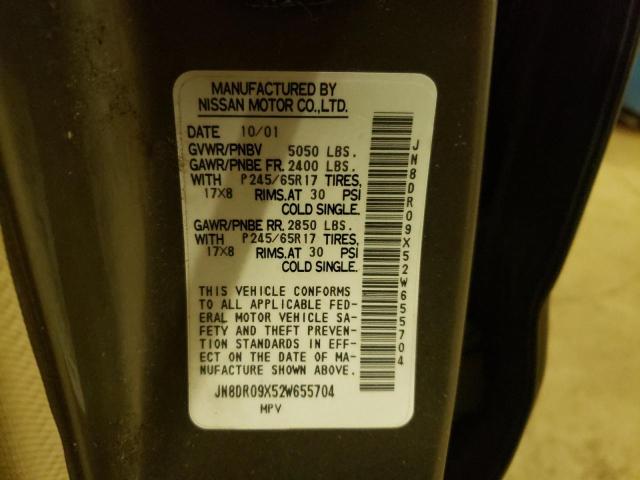 MANUFACTURED BY
NISSAN MOTOR CO.,LTD.
DATE 10/01
GVWR/PNBV 5050 LBS.
GAWR/PNBE FR. 2400 LBS.
WITH P245/65R17 TIRES,
17X8 RIMS.AT 30 PSI
COLD SINGLE.
GAWR/PNBE RR. 2850 LBS.
WITH P245/65R17 TIRES,
17X8 RIMS.AT 30 PSI
COLD SINGLE.
THIS VEHICLE CONFORMS
TO ALL APPLICABLE FED-
ERAL MOTOR VEHICLE SA-
FETY AND THEFT PREVEN-
TION STANDARDS IN EFF-
ECT ON THE DATE OF MA-
NUFACTURE SHOWN ABOVE.
JN8DR09X52W655704
MPV
JN8DR09X52W655704